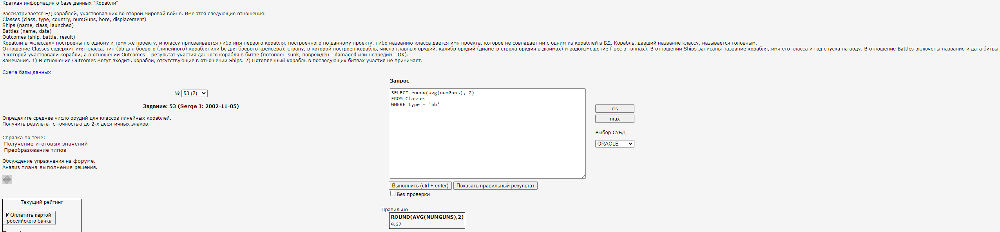 Краткая информация о базе данных "Корабли"
Рассматривается БД кораблей, участвовавших во второй мировой войне. Имеются следующие отношения:
Classes (class, type, country, numGuns, bore, displacement)
Ships (name, class, launched)
Battles (name, date)
Outcomes (ship, battle, result)
Корабли в «классах» построены по одному и тому же проекту, и классу присваивается либо имя первого корабля, построенного по данному проекту, либо названию класса дается имя проекта, которое не совпадает ни с одним из кораблей в БД. Корабль, давший название классу, называется головным.
Отношение Classes содержит имя класса, тип (bb для боевого (линейного) корабля или bc для боевого крейсера), страну, в которой построен корабль, число главных орудий, калибр орудий (диаметр ствола орудия в дюймах) и водоизмещение ( вес в тоннах). В отношении Ships записаны название корабля, имя его класса и год спуска на воду. В отношение Battles включены название и дата битвы,
в которой участвовали корабли, а в отношении Outcomes – результат участия данного корабля в битве (потоплен-sunk, поврежден - damaged или невредим - OK).
Замечания. 1) В отношение Outcomes могут входить корабли, отсутствующие в отношении Ships. 2) Потопленный корабль в последующих битвах участия не принимает.
Схема базы данных
№ 53 (2)
Задание: 53 (Serge I: 2002-11-05)
Определите среднее число орудий для классов линейных кораблей.
Получить результат с точностью до 2-х десятичных знаков.
Справка по теме:
Получение итоговых значений
Преобразование типов
Обсуждение упражнения на форуме.
Анализ плана выполнения решения.
Текущий рейтинг
₽ Оплатить картой
российского банка
Запрос
SELECT round(avg(numGuns), 2)
FROM Classes
WHERE type = 'bb'
cls
max
Выбор СУБД
ORACLE
Выполнить (ctrl + enter) Показать правильный результат
Без проверки
Правильно
ROUND(AVG(NUMGUNS),2)
9.67